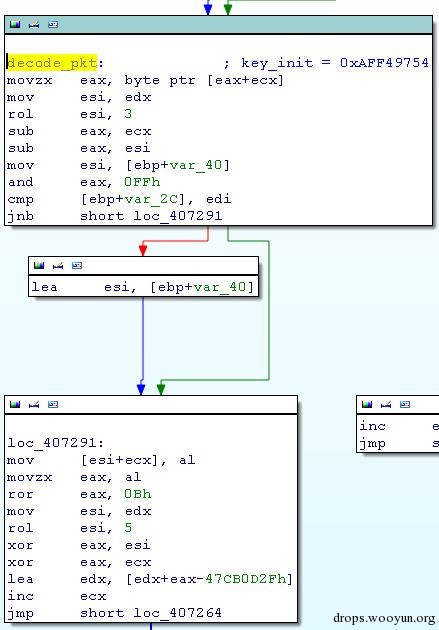 decode_pkt: ; key_init = 0xAFF49754
movzx eax, byte ptr [eax+ecx]
mov esi, edx
rol esi, 3
sub eax, ecx
sub eax, esi
mov esi, [ebp+var_40]
and eax, 0FFh
cmp [ebp+var_2C], edi
jnb short loc_407291
lea esi, [ebp+var_40]
loc_407291:
mov [esi+ecx], al
movzx eax, al
ror eax, 0Bh
mov esi, edx
rol esi, 5
xor eax, esi
xor eax, ecx
lea edx, [edx+eax-47CB0D2Fh]
inc ecx
jmp short loc_407264
inc e
jmp s
drops.wooyun.org